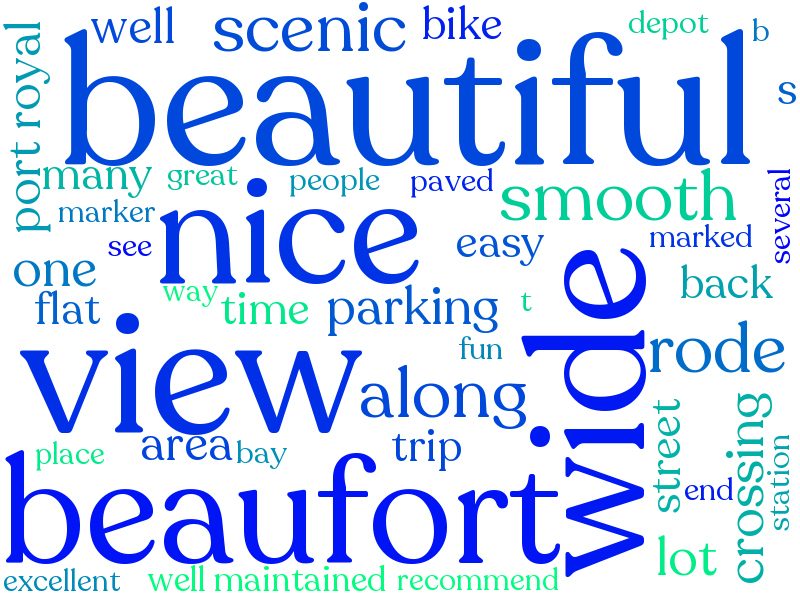 well
scenic
bike
depot
b
beautiful
s
port royal
many
great
people
paved
smooth
several
marker
nice
see
easy
marked
one
way
wide
back
flat
time
parking
t
view
fun
rode
along
street
crossing
area
bay
trip
place
station
beaufort
end
lot
excellent
well maintained
recommend